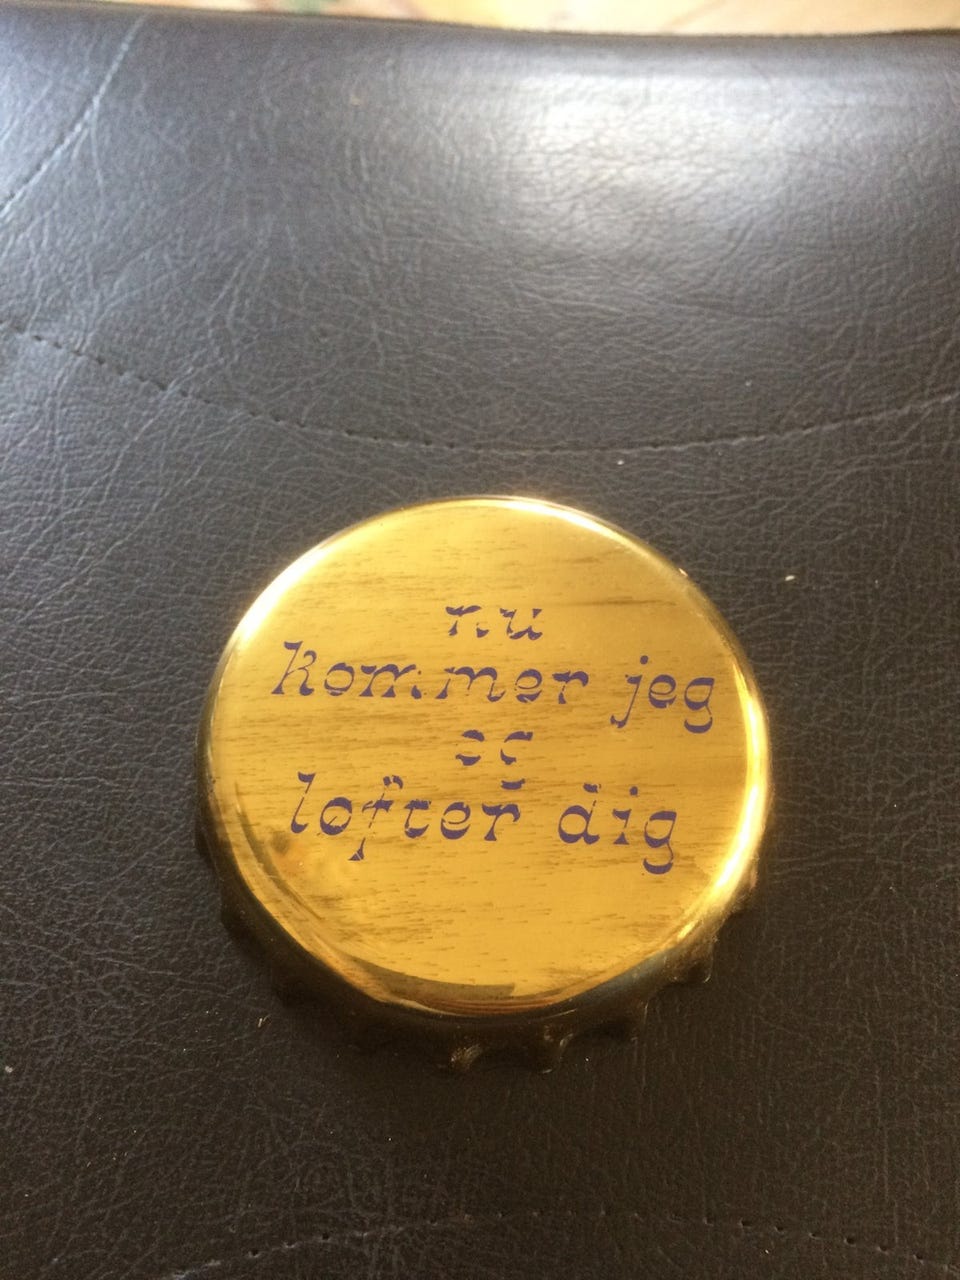 nu
kommer jeg
og
løfter dig